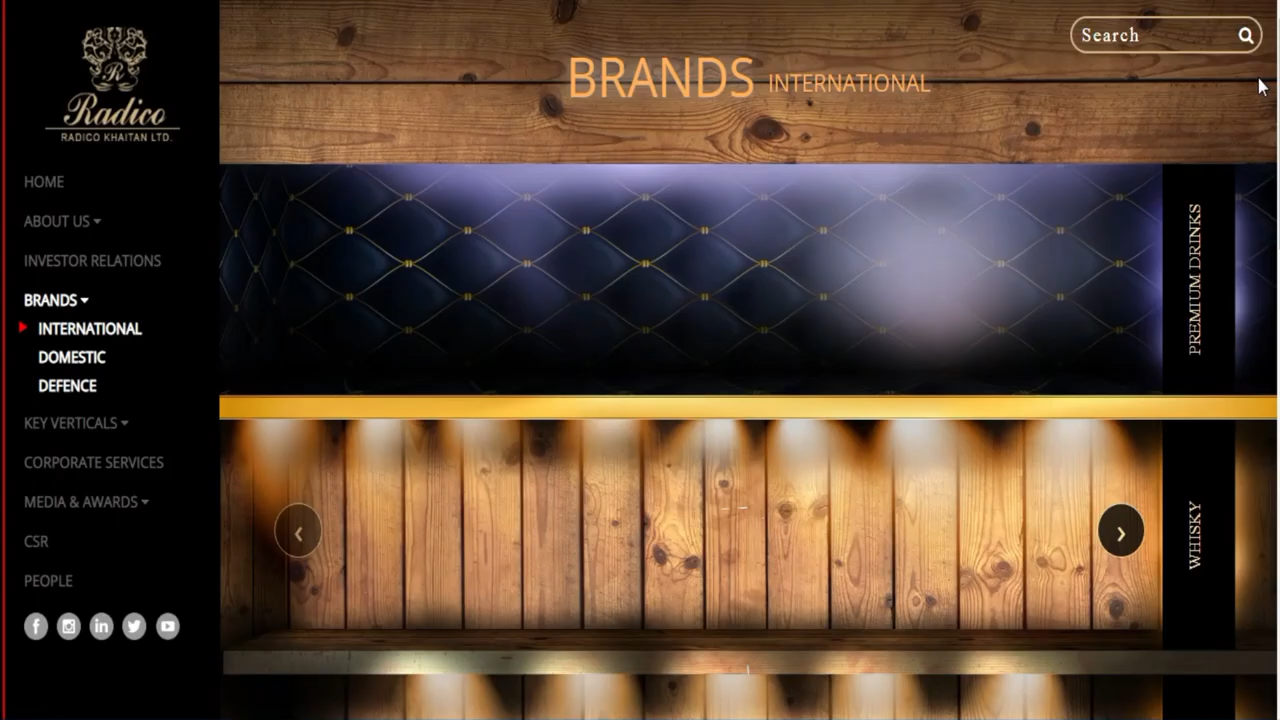 R
Radico
RADICO KHAITAN LTD.
HOME
ABOUT US
INVESTOR RELATIONS
BRANDS
INTERNATIONAL
DOMESTIC
DEFENCE
KEY VERTICALS
CORPORATE SERVICES
MEDIA & AWARDS
CSR
PEOPLE
Search
BRANDS INTERNATIONAL
PREMIUM DRINKS
WHISKY